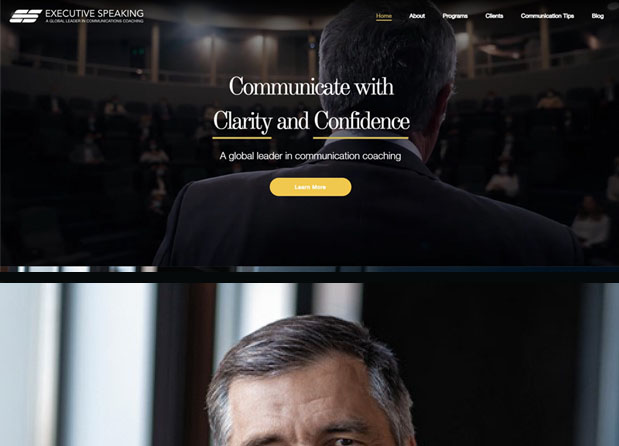 EXECUTIVE SPEAKING
A GLOBAL LEADER IN COMMUNICATIONS COACHING
Home About Programs Clients Communication Tips Blog
Communicate with
Clarity and Confidence
A global leader in communication coaching
Learn More